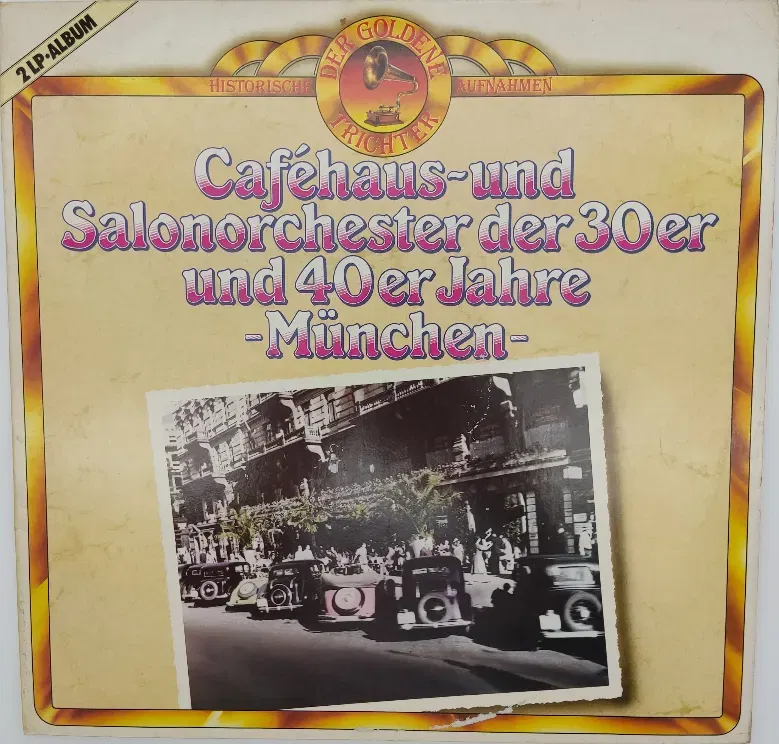 2 LP-ALBUM
DER GOLDENE
HISTORISCHE AUFNAHMEN
TRICHTER
Caféhaus-und
Salonorchester der 30er
und 40er Jahre
-München-